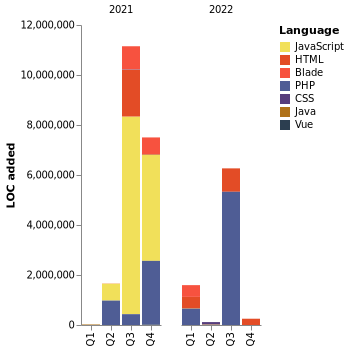 2021
2022
12,000,000
10,000,000
8,000,000
6,000,000
4,000,000
2,000,000
0
LOC added
Q1
Q2
Q3
Q4
Q1
Q2
Q3
Q4
Language
JavaScript
HTML
Blade
PHP
CSS
Java
Vue